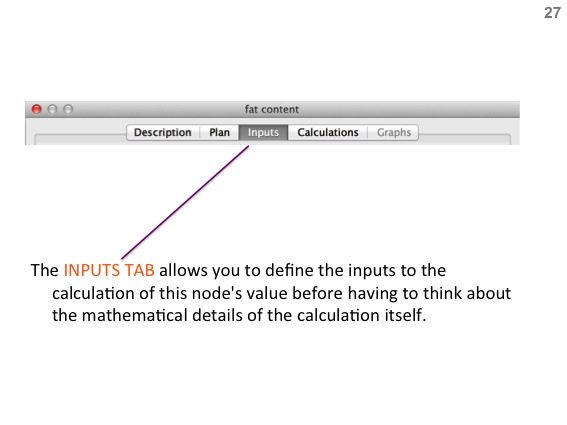 27
fat content
Description Plan Inputs Calculations Graphs
The INPUTS TAB allows you to define the inputs to the
calculation of this node's value before having to think about
the mathematical details of the calculation itself.